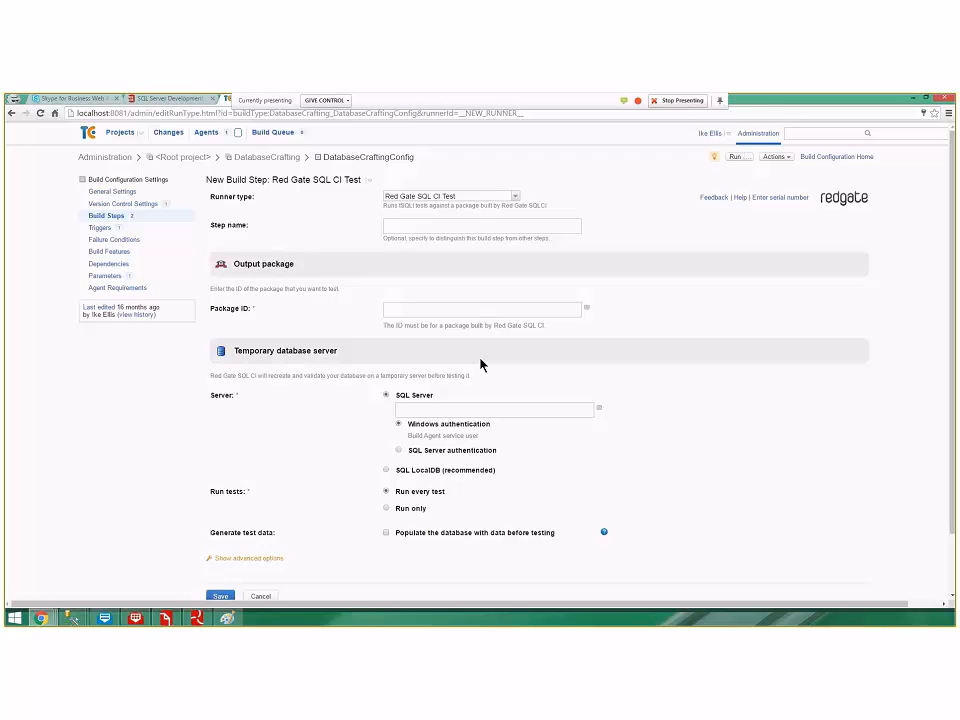 Skype for Business Web
SQL Server Development
Currently presenting
GIVE CONTROL
Stop Presenting
localhost:8081/admin/editRunType.html?id=buildType:DatabaseCrafting_DatabaseCraftingConfig&runnerId=__NEW_RUNNER__
TC Projects Changes Agents 1 Build Queue 0
Ike Ellis Administration
Administration > <Root project> > DatabaseCrafting > DatabaseCraftingConfig
Run ... Actions Build Configuration Home
Build Configuration Settings
General Settings
Version Control Settings 1
Build Steps 2
Triggers 1
Failure Conditions
Build Features
Dependencies
Parameters 1
Agent Requirements
Last edited 16 months ago
by Ike Ellis (view history)
New Build Step: Red Gate SQL CI Test
Runner type: Red Gate SQL CI Test
Runs tSQLt tests against a package built by Red Gate SQLCI
Feedback | Help | Enter serial number redgate
Step name:
Optional, specify to distinguish this build step from other steps.
Output package
Enter the ID of the package that you want to test.
Package ID: *
The ID must be for a package built by Red Gate SQL CI.
Temporary database server
Red Gate SQL CI will recreate and validate your database on a temporary server before testing it.
Server: * SQL Server
Windows authentication
Build Agent service user
SQL Server authentication
SQL LocalDB (recommended)
Run tests: * Run every test
Run only
Generate test data: Populate the database with data before testing
Show advanced options
Save Cancel